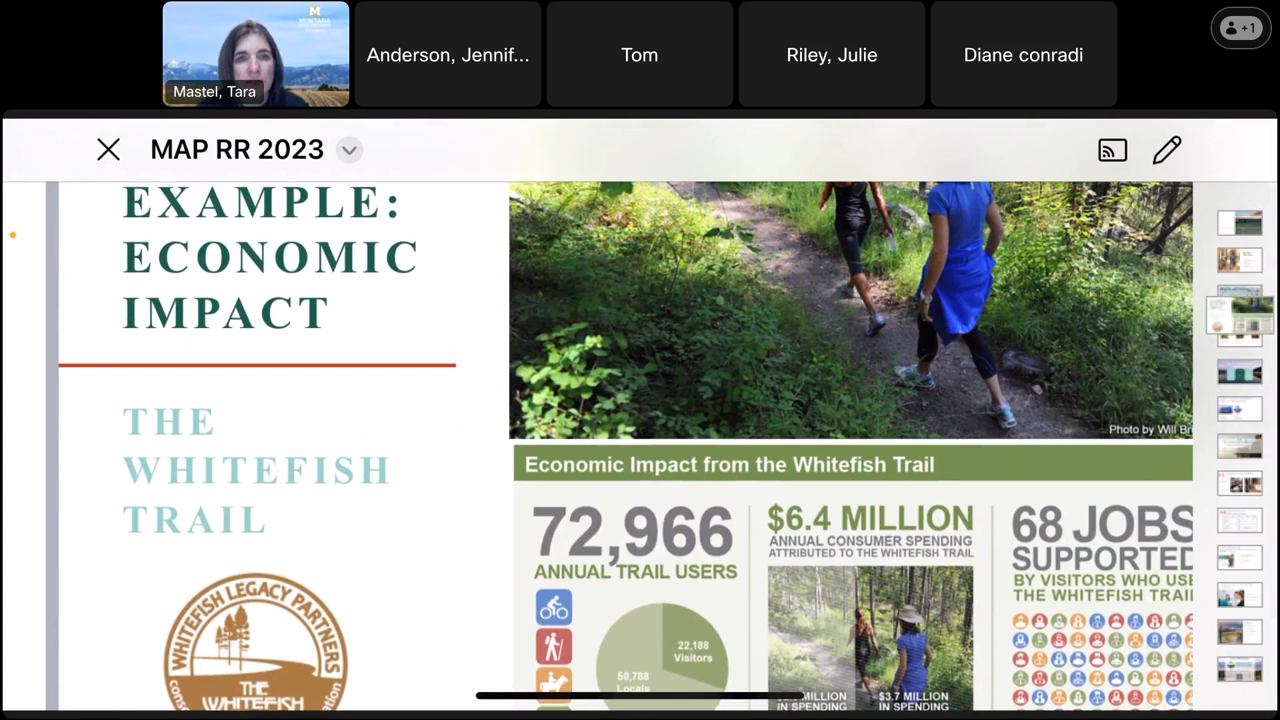 MONTANA
Mastel, Tara
Anderson, Jennif...
Tom
Riley, Julie
Diane conradi
+1
MAP RR 2023
EXAMPLE:
ECONOMIC
IMPACT
THE
WHITEFISH
TRAIL
WHITEFISH LEGACY PARTNERS
THE
WHITEFISH
Photo by Will Br
Economic Impact from the Whitefish Trail
72,966
ANNUAL TRAIL USERS
22,188
Visitors
50,788
Locals
$6.4 MILLION
ANNUAL CONSUMER SPENDING
ATTRIBUTED TO THE WHITEFISH TRAIL
MILLION
IN SPENDING
$3.7 MILLION
IN SPENDING
68 JOBS
SUPPORTED
BY VISITORS WHO USE
THE WHITEFISH TRAIL